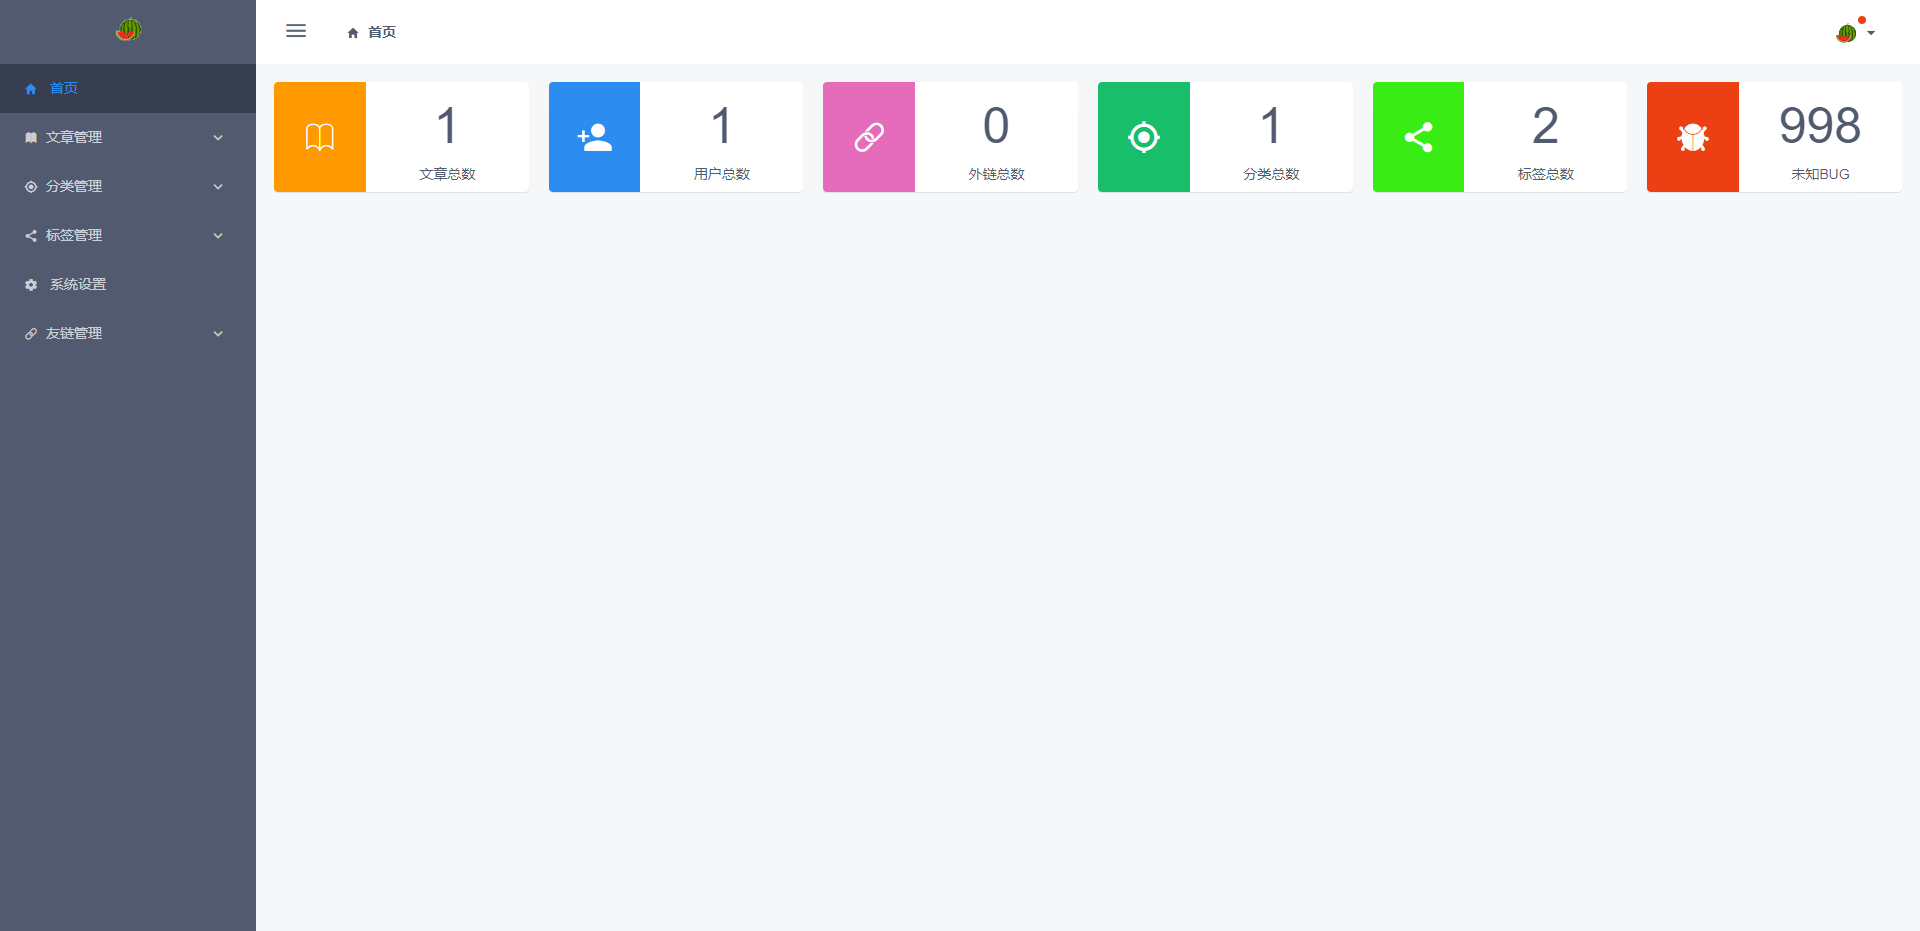 首页
文章管理
分类管理
标签管理
系统设置
友链管理
首页
1
文章总数
1
用户总数
0
外链总数
1
分类总数
2
标签总数
998
未知BUG